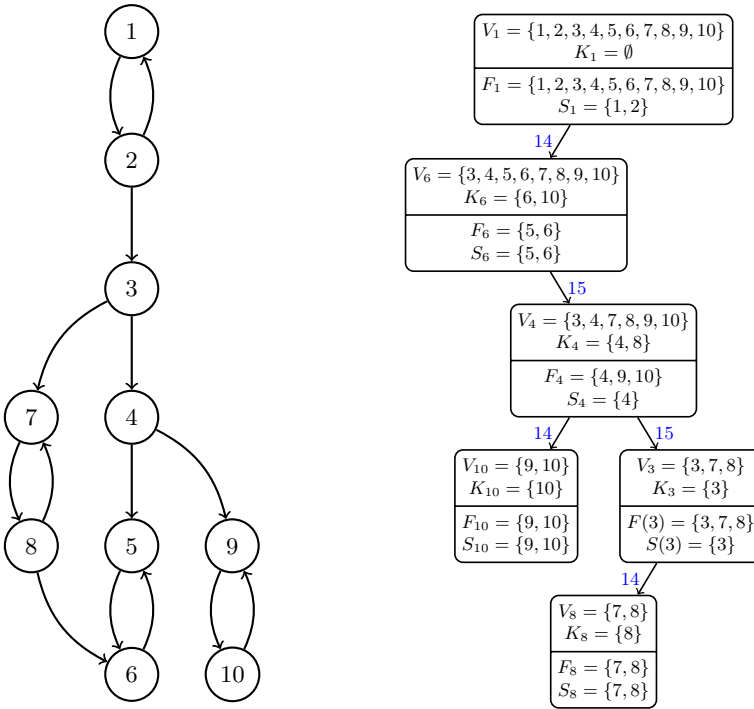 1
2
3
7
4
8
5
9
6
10
V₁ = {1, 2, 3, 4, 5, 6, 7, 8, 9, 10}
K₁ = ∅
F₁ = {1, 2, 3, 4, 5, 6, 7, 8, 9, 10}
S₁ = {1, 2}
14
V₆ = {3, 4, 5, 6, 7, 8, 9, 10}
K₆ = {6, 10}
F₆ = {5, 6}
S₆ = {5, 6}
15
V₄ = {3, 4, 7, 8, 9, 10}
K₄ = {4, 8}
F₄ = {4, 9, 10}
S₄ = {4}
14
15
V₁₀ = {9, 10}
K₁₀ = {10}
F₁₀ = {9, 10}
S₁₀ = {9, 10}
V₃ = {3, 7, 8}
K₃ = {3}
F(3) = {3, 7, 8}
S(3) = {3}
14
V₈ = {7, 8}
K₈ = {8}
F₈ = {7, 8}
S₈ = {7, 8}